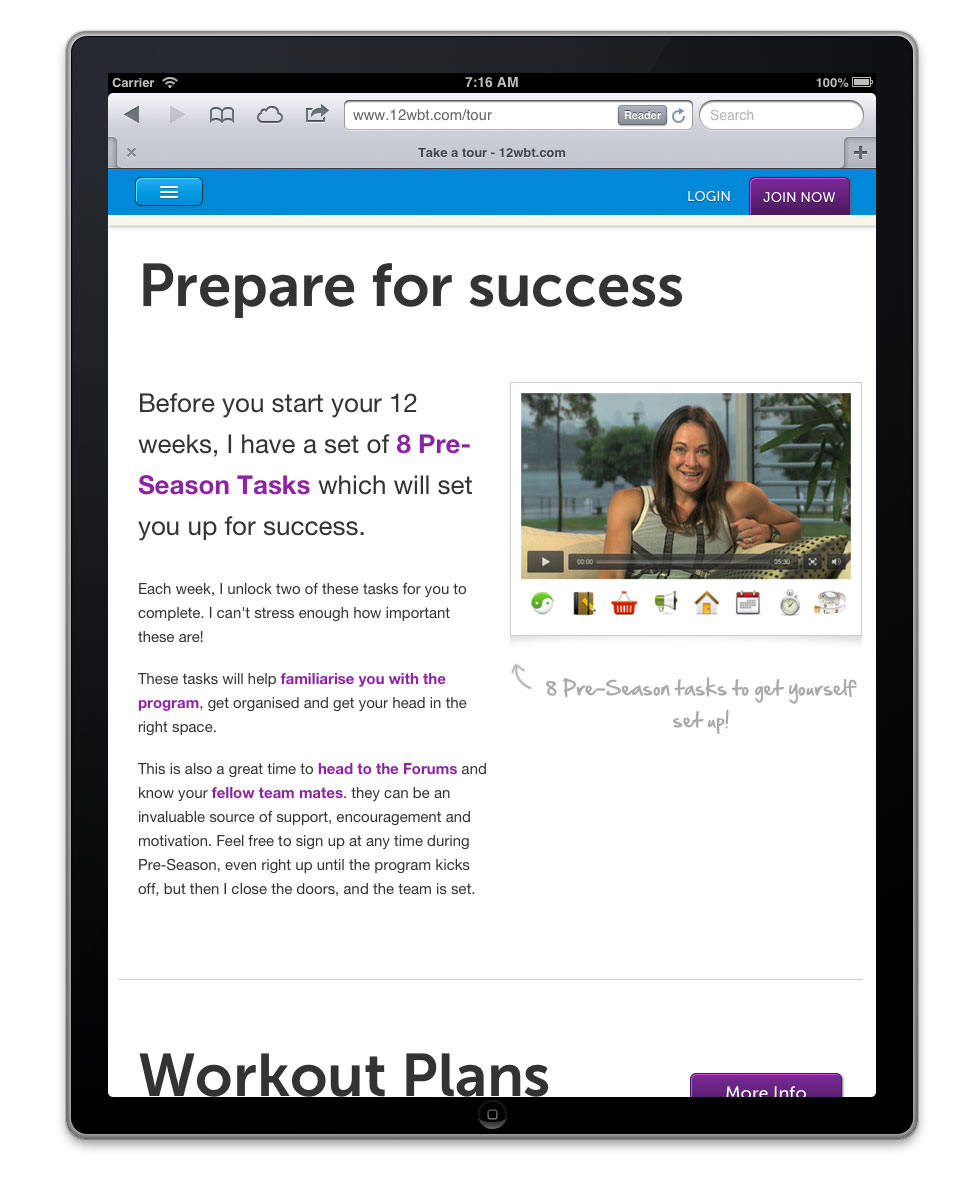 Carrier 7:16 AM 100%
www.12wbt.com/tour Reader Search
Take a tour - 12wbt.com
LOGIN JOIN NOW
Prepare for success
Before you start your 12
weeks, I have a set of 8 Pre-
Season Tasks which will set
you up for success.
Each week, I unlock two of these tasks for you to
complete. I can't stress enough how important
these are!
These tasks will help familiarise you with the
program, get organised and get your head in the
right space.
This is also a great time to head to the Forums and
know your fellow team mates. they can be an
invaluable source of support, encouragement and
motivation. Feel free to sign up at any time during
Pre-Season, even right up until the program kicks
off, but then I close the doors, and the team is set.
00:00 05:30
8 Pre-Season tasks to get yourself
set up!
Workout Plans
More Info